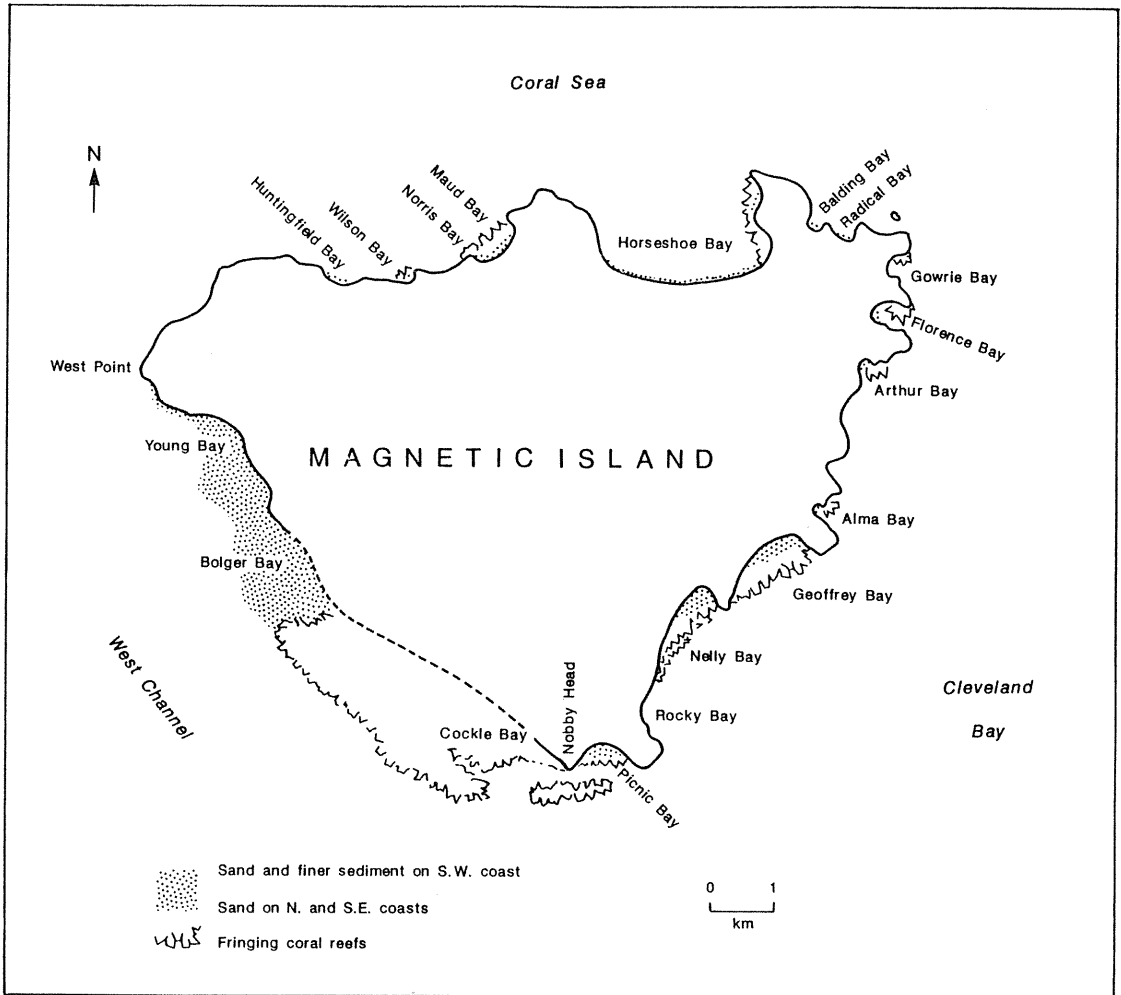 Coral Sea
N
Huntingfield Bay
Wilson Bay
Norris Bay
Maud Bay
Horseshoe Bay
Balding Bay
Radical Bay
Gowrie Bay
Florence Bay
Arthur Bay
West Point
Young Bay
MAGNETIC ISLAND
Alma Bay
Bolger Bay
Geoffrey Bay
Nelly Bay
West Channel
Rocky Bay
Cleveland
Bay
Cockle Bay
Nobby Head
Picnic Bay
Sand and finer sediment on S.W. coast
Sand on N. and S.E. coasts
Fringing coral reefs
0 1
km